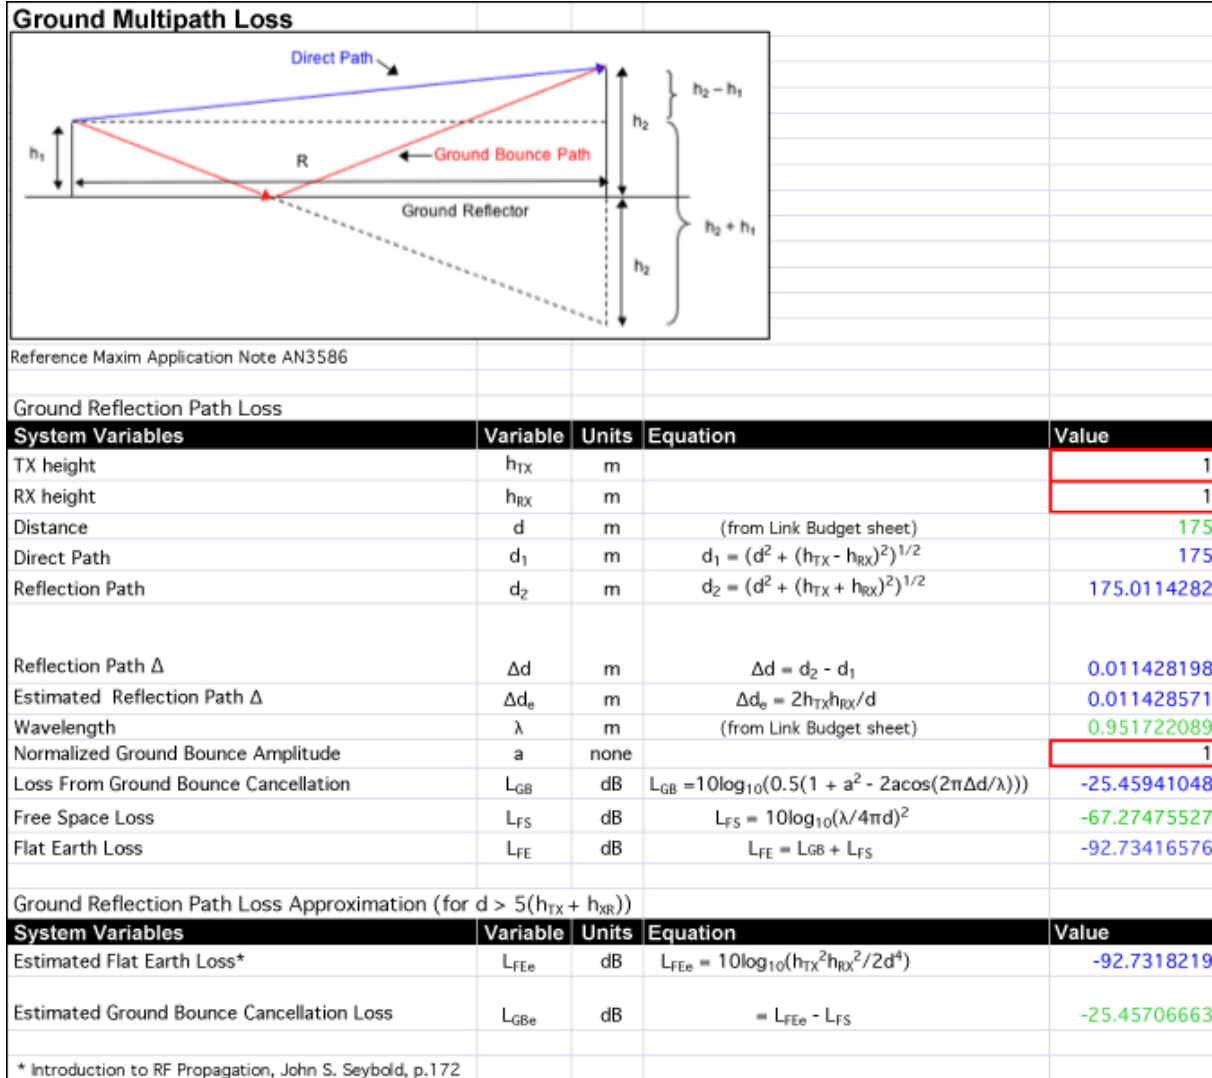 Ground Multipath Loss
Direct Path
h₂ – h₁
h₂
h₁
R
Ground Bounce Path
Ground Reflector
h₂ + h₁
h₂
Reference Maxim Application Note AN3586
Ground Reflection Path Loss
System Variables Variable Units Equation Value
TX height h_TX m 1
RX height h_RX m 1
Distance d m (from Link Budget sheet) 175
Direct Path d₁ m d₁ = (d² + (h_TX - h_RX)²)^1/2 175
Reflection Path d₂ m d₂ = (d² + (h_TX + h_RX)²)^1/2 175.0114282
Reflection Path Δ Δd m Δd = d₂ - d₁ 0.011428198
Estimated Reflection Path Δ Δd_e m Δd_e = 2h_TXh_RX/d 0.011428571
Wavelength λ m (from Link Budget sheet) 0.951722089
Normalized Ground Bounce Amplitude a none 1
Loss From Ground Bounce Cancellation L_GB dB L_GB =10log₁₀(0.5(1 + a² - 2acos(2πΔd/λ))) -25.45941048
Free Space Loss L_FS dB L_FS = 10log₁₀(λ/4πd)² -67.27475527
Flat Earth Loss L_FE dB L_FE = L_GB + L_FS -92.73416576
Ground Reflection Path Loss Approximation (for d > 5(h_TX + h_XR))
System Variables Variable Units Equation Value
Estimated Flat Earth Loss* L_FEe dB L_FEe = 10log₁₀(h_TX²h_RX²/2d⁴) -92.7318219
Estimated Ground Bounce Cancellation Loss L_GBe dB = L_FEe - L_FS -25.45706663
* Introduction to RF Propagation, John S. Seybold, p.172